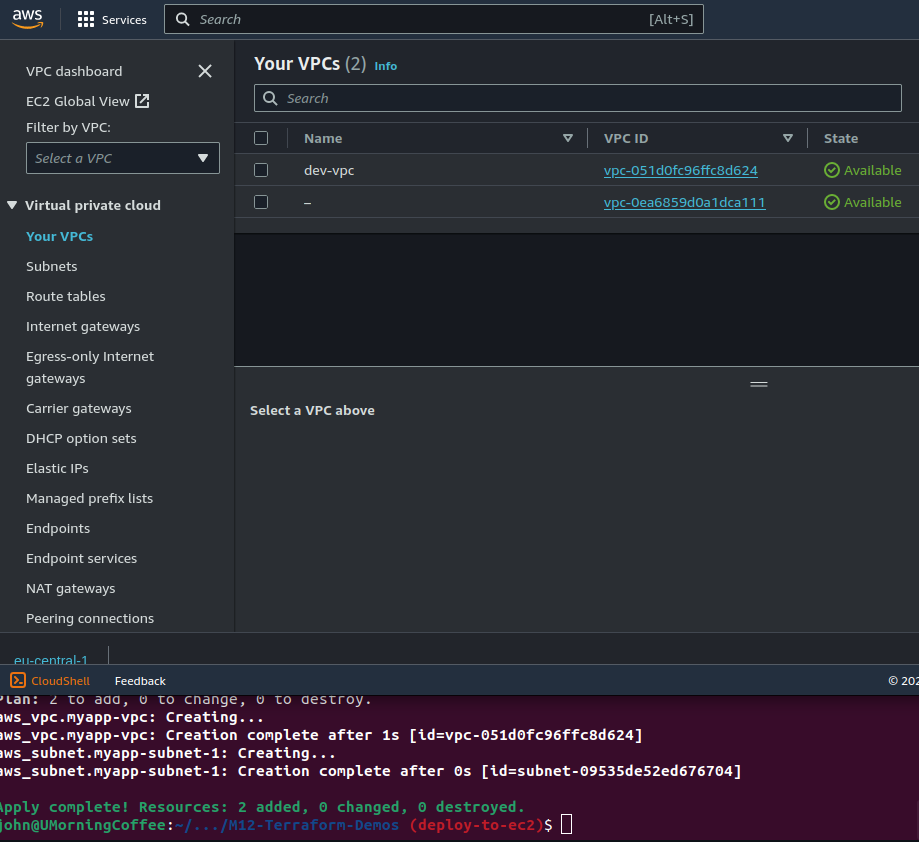 aws
Services
Search [Alt+S]
VPC dashboard
EC2 Global View
Filter by VPC:
Select a VPC
Virtual private cloud
Your VPCs
Subnets
Route tables
Internet gateways
Egress-only Internet
gateways
Carrier gateways
DHCP option sets
Elastic IPs
Managed prefix lists
Endpoints
Endpoint services
NAT gateways
Peering connections
Your VPCs (2) Info
Search
Name VPC ID State
dev-vpc vpc-051d0fc96ffc8d624 Available
– vpc-0ea6859d0a1dca111 Available
Select a VPC above
eu-central-1
CloudShell Feedback © 202
Plan: 2 to add, 0 to change, 0 to destroy.
aws_vpc.myapp-vpc: Creating...
aws_vpc.myapp-vpc: Creation complete after 1s [id=vpc-051d0fc96ffc8d624]
aws_subnet.myapp-subnet-1: Creating...
aws_subnet.myapp-subnet-1: Creation complete after 0s [id=subnet-09535de52ed676704]
Apply complete! Resources: 2 added, 0 changed, 0 destroyed.
john@UMorningCoffee:~/.../M12-Terraform-Demos (deploy-to-ec2)$